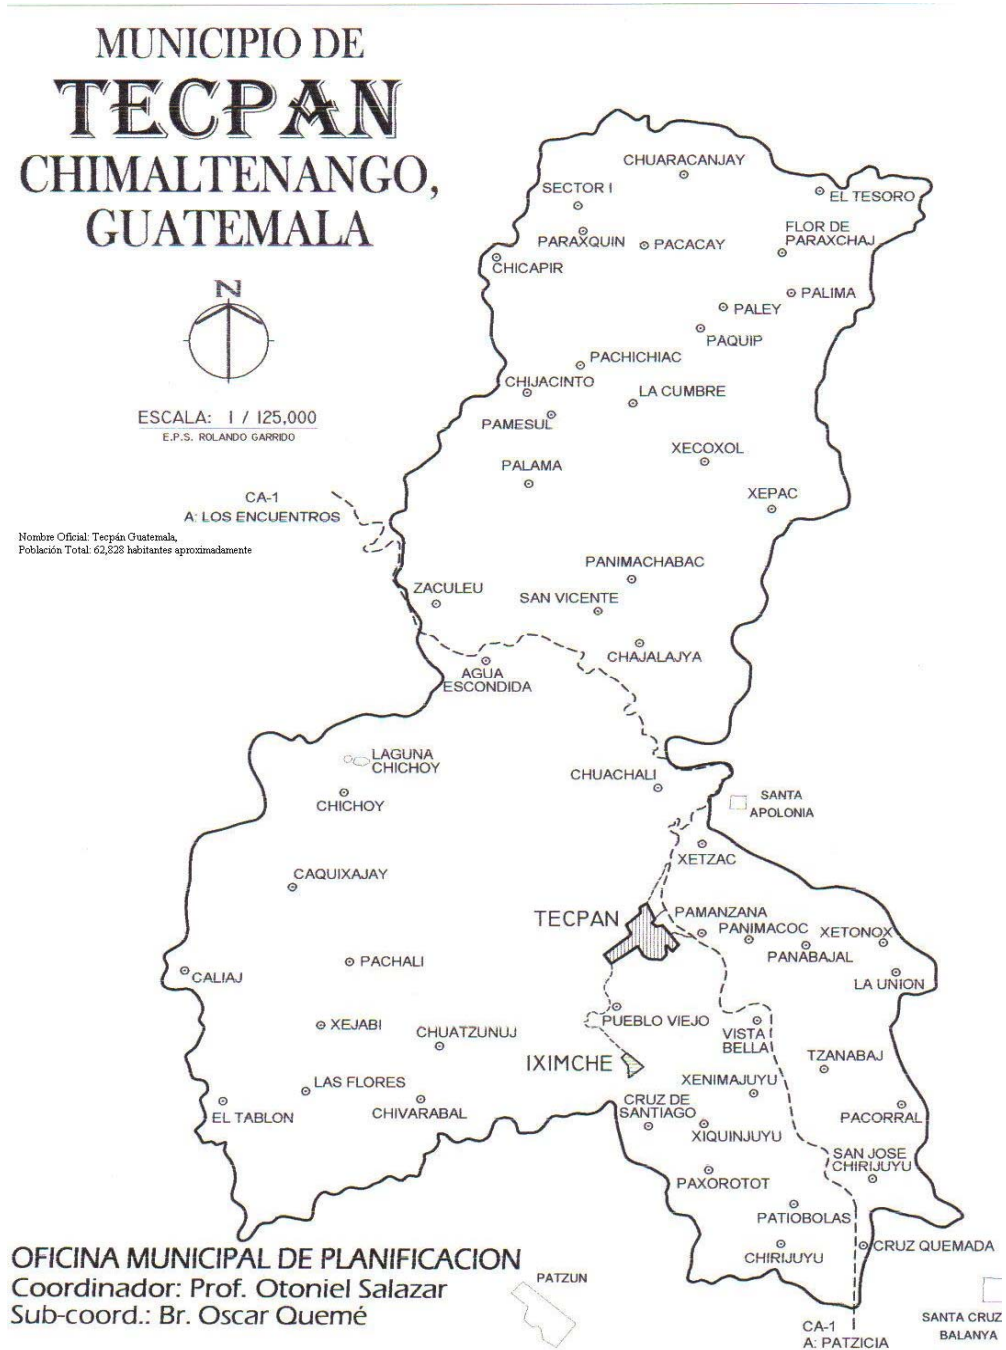 MUNICIPIO DE
TECPAN
CHIMALTENANGO,
GUATEMALA
N
ESCALA: 1 / 125,000
E.P.S. ROLANDO GARRIDO
CHUARACANJAY
SECTOR I
EL TESORO
PARAXQUIN
PACACAY
FLOR DE
PARAXCHAJ
CHICAPIR
PALIMA
PALEY
PAQUIP
PACHICHIAC
CHIJACINTO
LA CUMBRE
PAMESUL
XECOXOL
PALAMA
XEPAC
CA-1
A: LOS ENCUENTROS
Nombre Oficial: Tecpán Guatemala,
Población Total: 62,828 habitantes aproximadamente
PANIMACHABAC
ZACULEU
SAN VICENTE
CHAJALAJYA
AGUA
ESCONDIDA
LAGUNA
CHICHOY
CHUACHALI
CHICHOY
SANTA
APOLONIA
XETZAC
CAQUIXAJAY
TECPAN
PAMANZANA
PANIMACOC
XETONOX
PANABAJAL
PACHALI
CALIAJ
LA UNION
XEJABI
CHUATZUNUJ
PUEBLO VIEJO
VISTA
BELLA
IXIMCHE
TZANABAJ
LAS FLORES
XENIMAJUYU
EL TABLON
CHIVARABAL
CRUZ DE
SANTIAGO
PACORRAL
XIQUINJUYU
SAN JOSE
CHIRIJUYU
PAXOROTOT
PATIOBOLAS
CHIRIJUYU
CRUZ QUEMADA
OFICINA MUNICIPAL DE PLANIFICACION
Coordinador: Prof. Otoniel Salazar
Sub-coord.: Br. Oscar Quemé
PATZUN
SANTA CRUZ
BALANYA
CA-1
A: PATZICIA